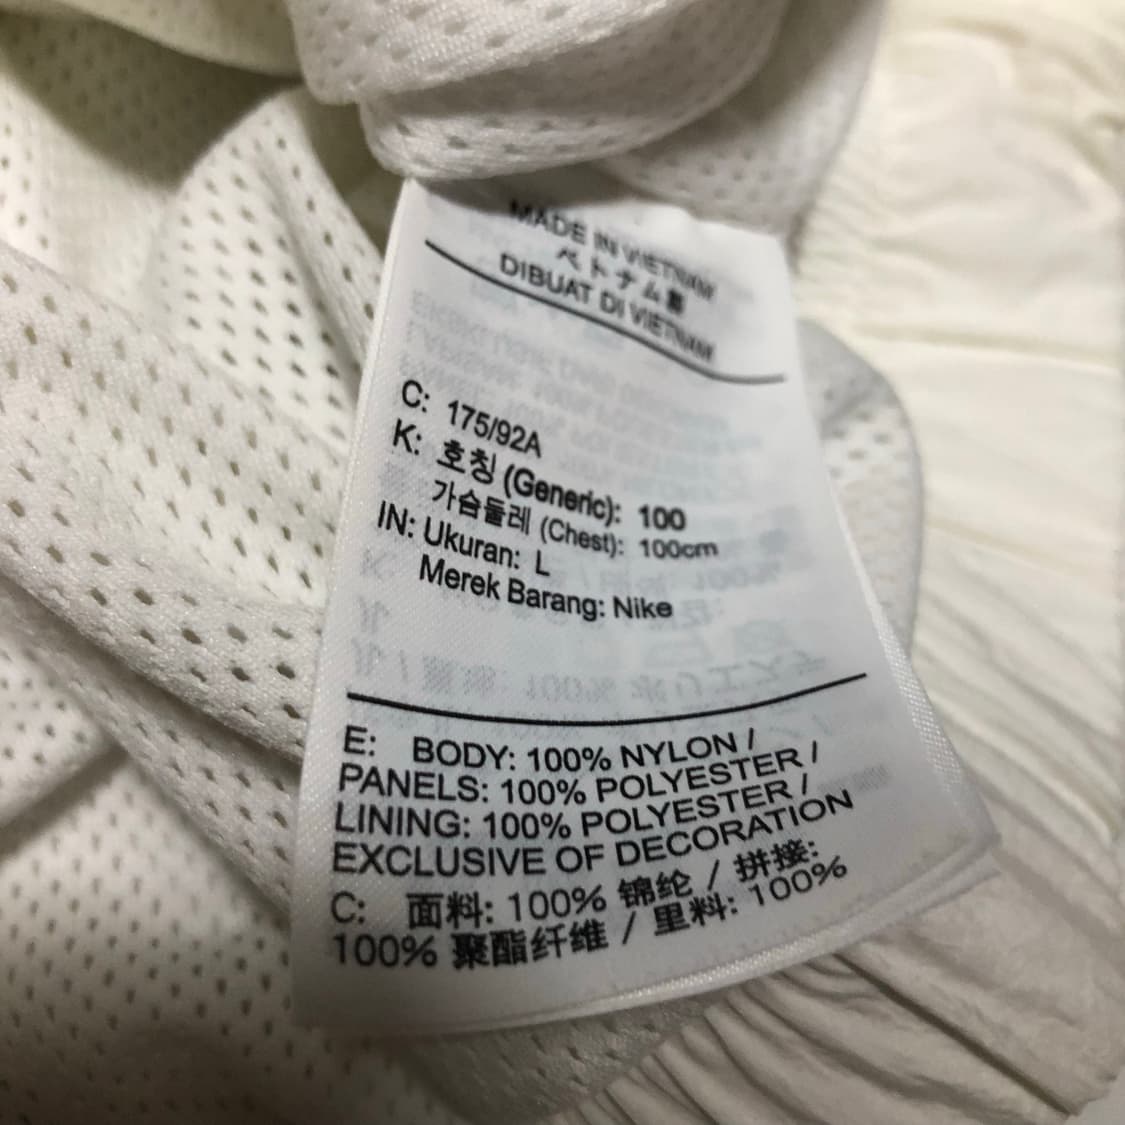 MADE IN VIETNAM
ベトナム製
DIBUAT DI VIETNAM
C: 175/92A
K: 호칭 (Generic): 100
가슴둘레 (Chest): 100cm
IN: Ukuran: L
Merek Barang: Nike
E: BODY: 100% NYLON /
PANELS: 100% POLYESTER /
LINING: 100% POLYESTER /
EXCLUSIVE OF DECORATION
C: 面料: 100% 锦纶 / 拼接:
100% 聚酯纤维 / 里料: 100%